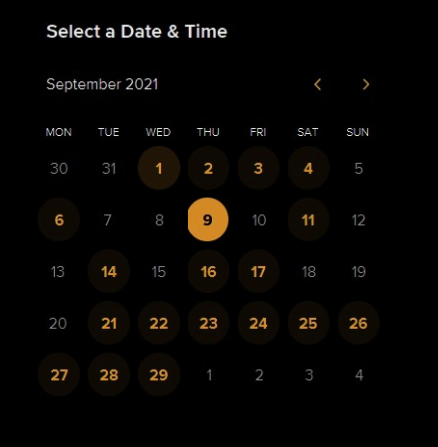 Select a Date & Time
September 2021
MON TUE WED THU FRI SAT SUN
30 31 1 2 3 4 5
6 7 8 9 10 11 12
13 14 15 16 17 18 19
20 21 22 23 24 25 26
27 28 29 1 2 3 4